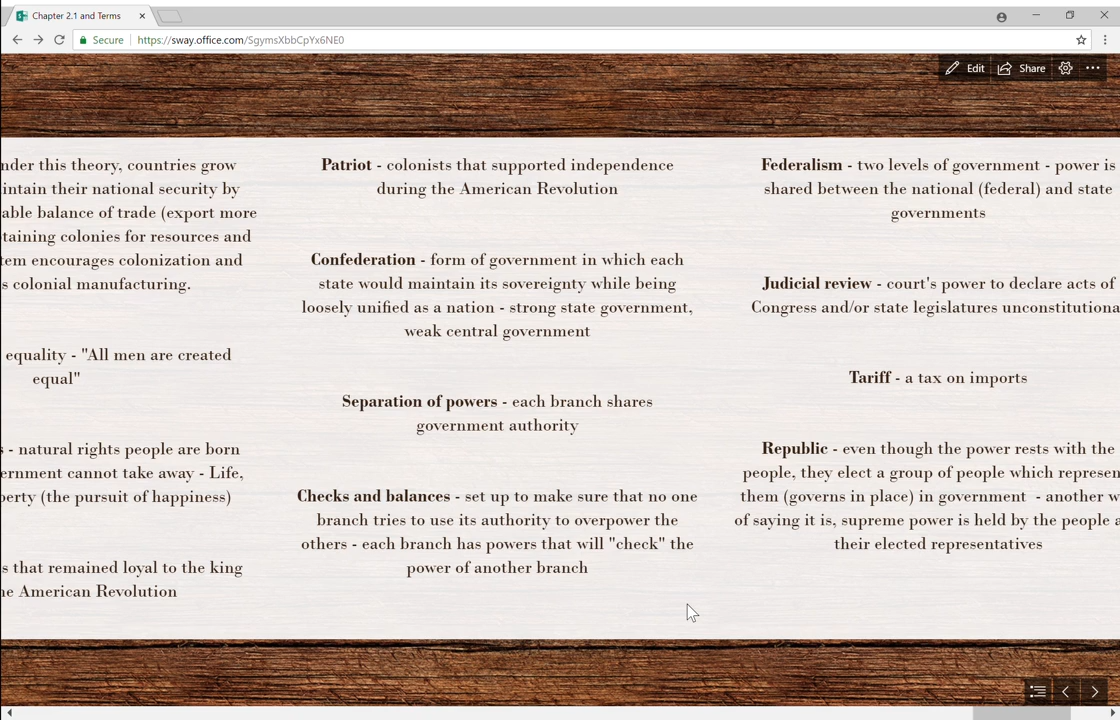 Chapter 2.1 and Terms
Secure
https://sway.office.com/SgymsXbbCpYx6NE0
Edit Share
nder this theory, countries grow
intain their national security by
able balance of trade (export more
taining colonies for resources and
tem encourages colonization and
s colonial manufacturing.
equality - "All men are created
equal"
s - natural rights people are born
ernment cannot take away - Life,
perty (the pursuit of happiness)
s that remained loyal to the king
ne American Revolution
Patriot - colonists that supported independence
during the American Revolution
Confederation - form of government in which each
state would maintain its sovereignty while being
loosely unified as a nation - strong state government,
weak central government
Separation of powers - each branch shares
government authority
Checks and balances - set up to make sure that no one
branch tries to use its authority to overpower the
others - each branch has powers that will "check" the
power of another branch
Federalism - two levels of government - power is
shared between the national (federal) and state
governments
Judicial review - court's power to declare acts of
Congress and/or state legislatures unconstitutiona
Tariff - a tax on imports
Republic - even though the power rests with the
people, they elect a group of people which represen
them (governs in place) in government - another w
of saying it is, supreme power is held by the people a
their elected representatives